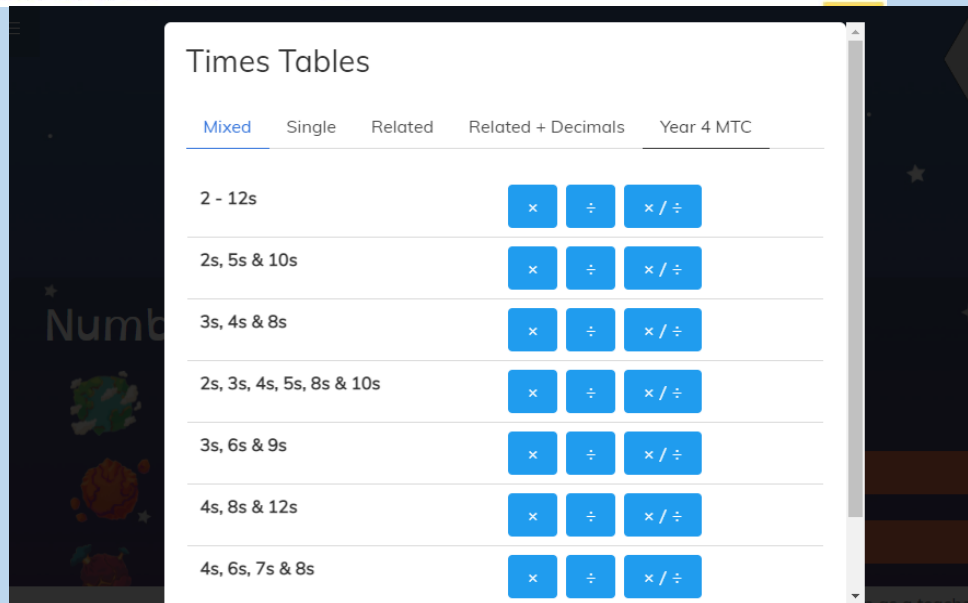 Times Tables
Mixed Single Related Related + Decimals Year 4 MTC
2 - 12s × ÷ × / ÷
2s, 5s & 10s × ÷ × / ÷
3s, 4s & 8s × ÷ × / ÷
2s, 3s, 4s, 5s, 8s & 10s × ÷ × / ÷
3s, 6s & 9s × ÷ × / ÷
4s, 8s & 12s × ÷ × / ÷
4s, 6s, 7s & 8s × ÷ × / ÷